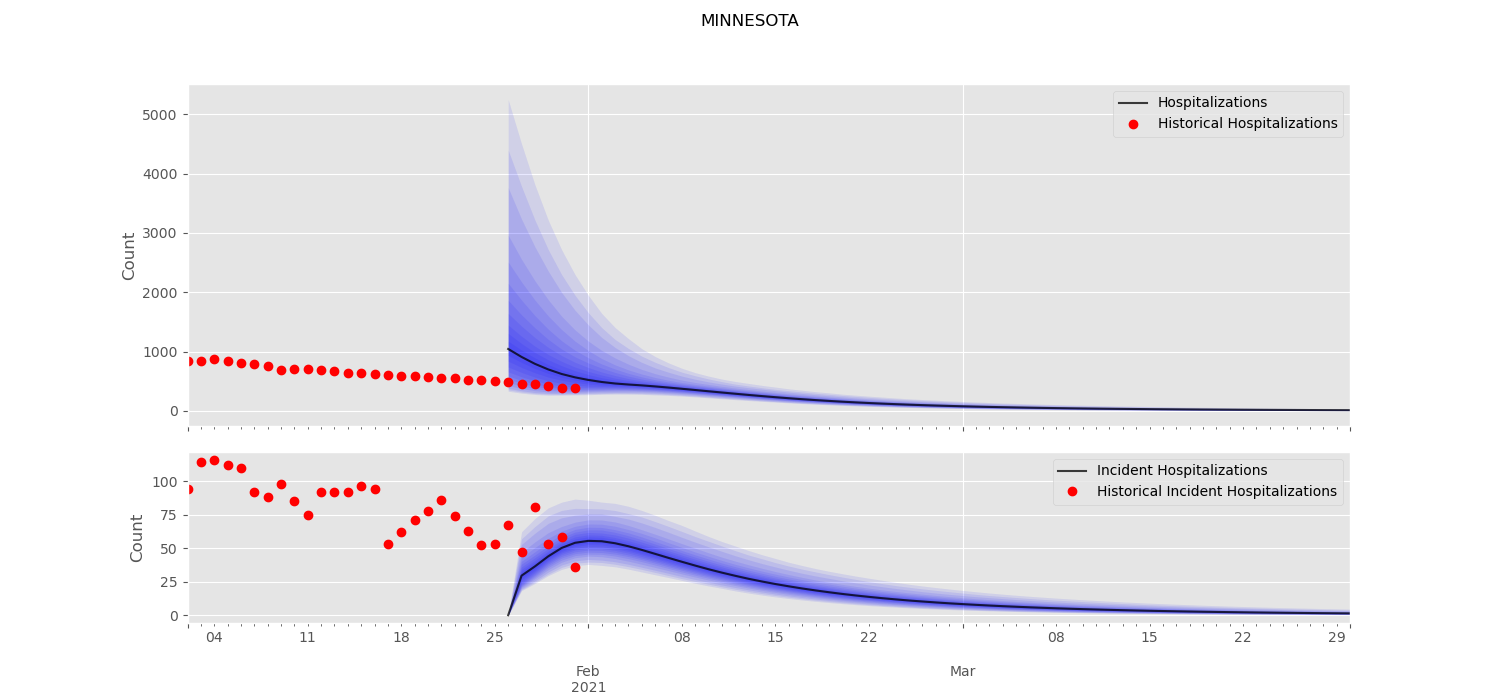 MINNESOTA
Hospitalizations
Historical Hospitalizations
5000
4000
3000
2000
1000
0
Count
Incident Hospitalizations
Historical Incident Hospitalizations
100
75
50
25
0
Count
04 11 18 25 08 15 22 08 15 22 29
Feb Mar
2021